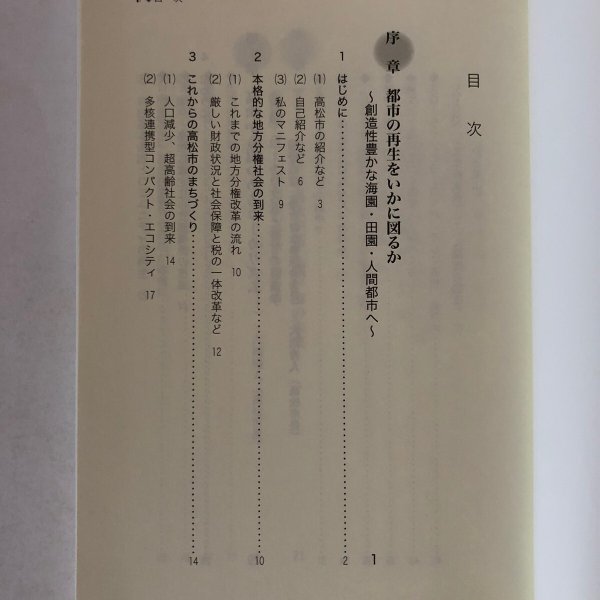 目次
序章 都市の再生をいかに図るか 1
〜創造性豊かな海園・田園・人間都市へ〜
1 はじめに 2
(1) 高松市の紹介など 3
(2) 自己紹介など 6
(3) 私のマニフェスト 9
2 本格的な地方分権社会の到来 10
(1) これまでの地方分権改革の流れ 10
(2) 厳しい財政状況と社会保障と税の一体改革など 12
3 これからの高松市のまちづくり 14
(1) 人口減少、超高齢社会の到来 14
(2) 多核連携型コンパクト・エコシティ 17